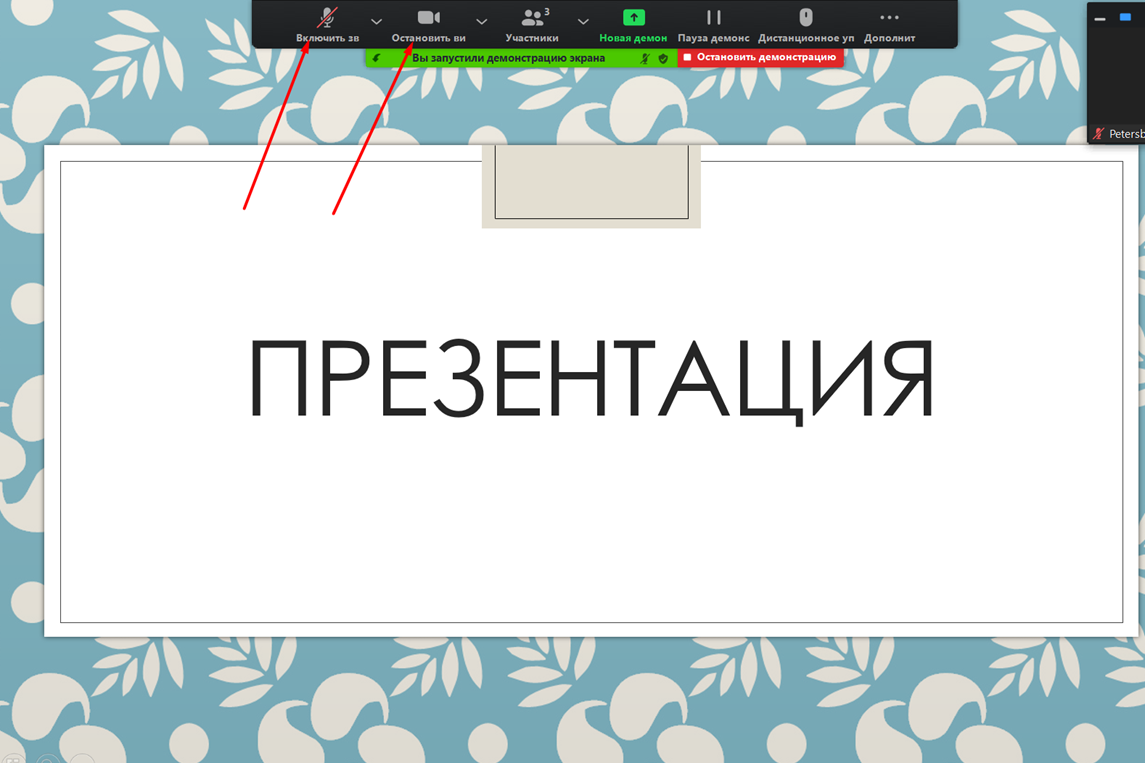 3
Включить зв Остановить ви Участники Новая демон Пауза демонс Дистанционное уп Дополнит
Вы запустили демонстрацию экрана Остановить демонстрацию
Petersb
ПРЕЗЕНТАЦИЯ